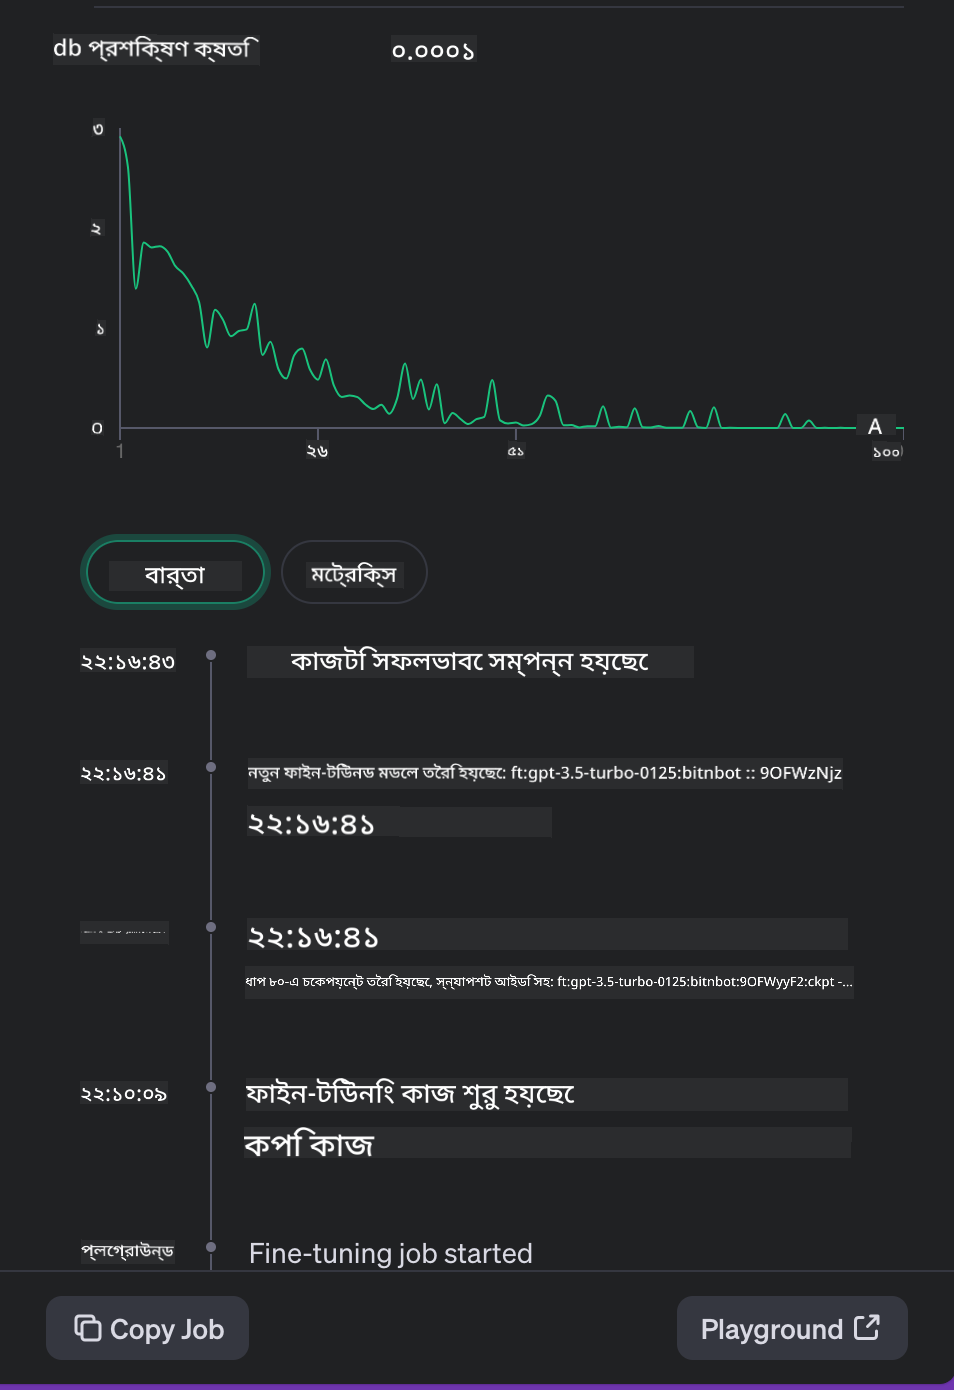 db প্রশিক্ষণ ক্ষতি
০.০০০১
৩
২
১
০
১
২৬
৫১
A
১০০
বার্তা
মেট্রিক্স
২২:১৬:৪৩
কাজটি সফলভাবে সম্পন্ন হয়েছে
২২:১৬:৪১
নতুন ফাইন-টিউনড মডেল তৈরি হয়েছে: ft:gpt-3.5-turbo-0125:bitnbot :: 9OFWzNjz
২২:১৬:৪১
২২:১৬:৪১
ধাপ ৮০-এ চেকপয়েন্ট তৈরি হয়েছে, স্ন্যাপশট আইডি সহ: ft:gpt-3.5-turbo-0125:bitnbot:9OFWyyF2:ckpt -...
২২:১০:০৯
ফাইন-টিউনিং কাজ শুরু হয়েছে
কপি কাজ
প্লেগ্রাউন্ড
Fine-tuning job started
Copy Job
Playground